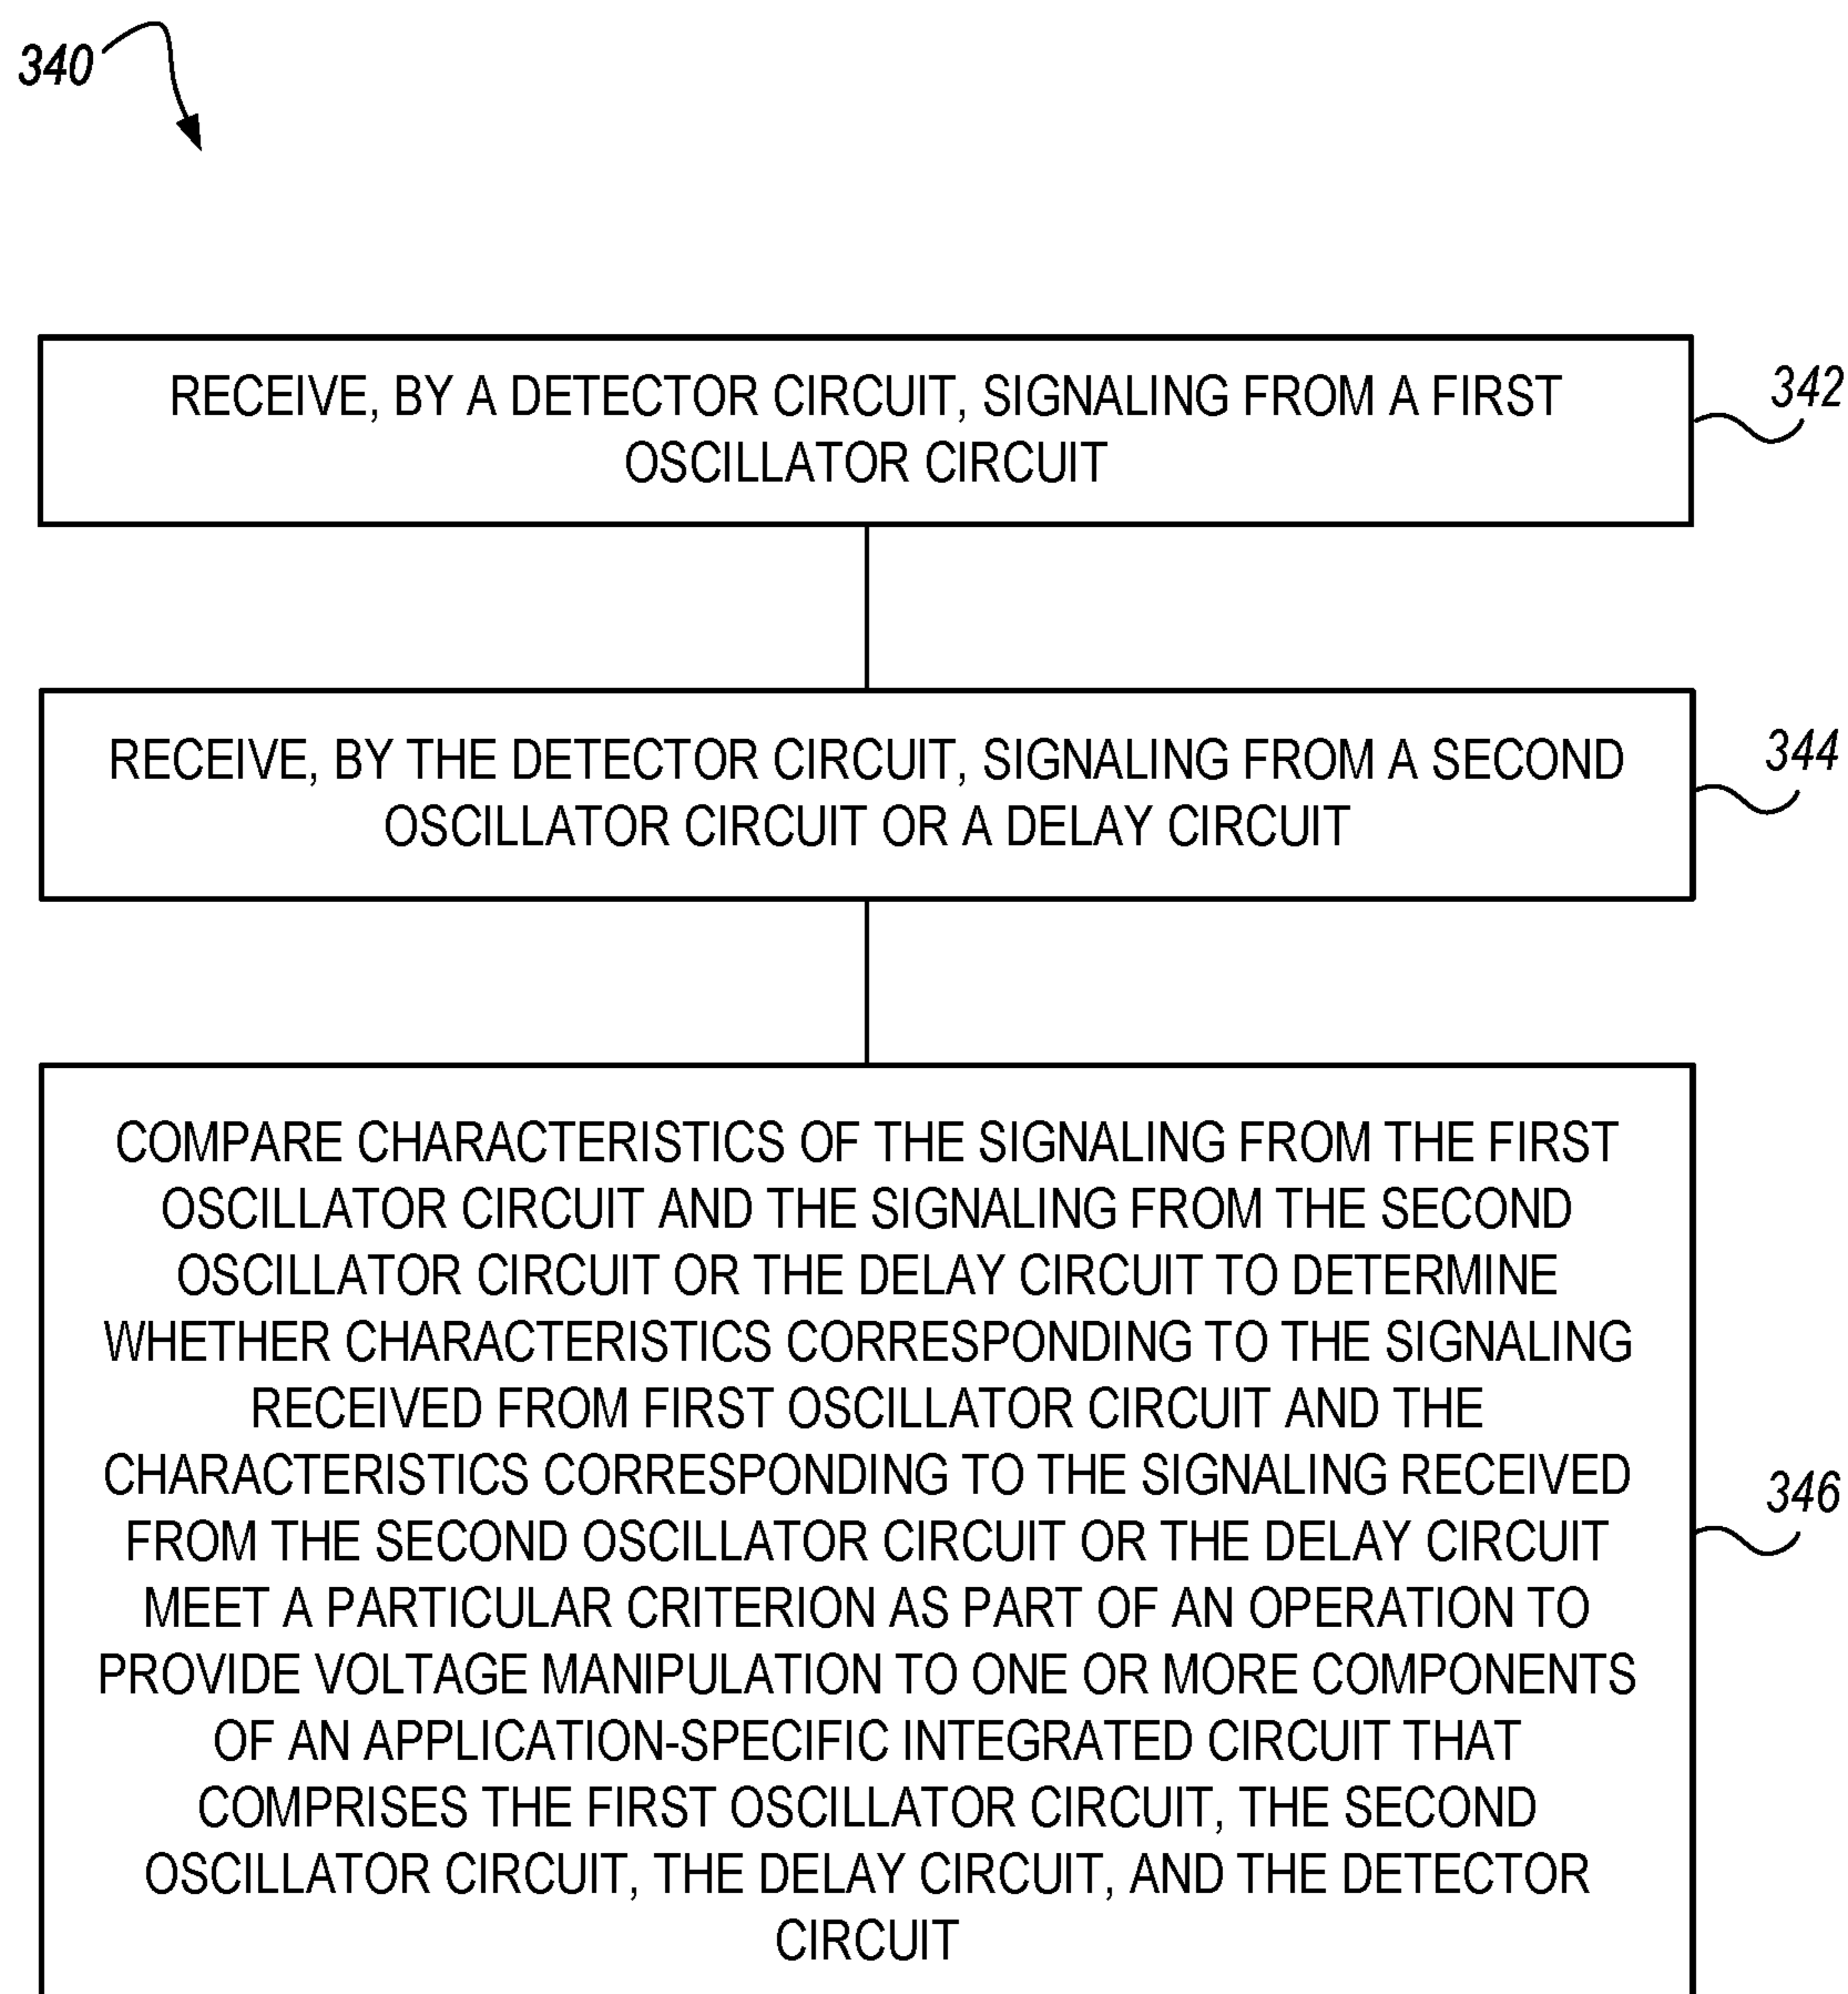 340
RECEIVE, BY A DETECTOR CIRCUIT, SIGNALING FROM A FIRST
OSCILLATOR CIRCUIT
342
RECEIVE, BY THE DETECTOR CIRCUIT, SIGNALING FROM A SECOND
OSCILLATOR CIRCUIT OR A DELAY CIRCUIT
344
COMPARE CHARACTERISTICS OF THE SIGNALING FROM THE FIRST
OSCILLATOR CIRCUIT AND THE SIGNALING FROM THE SECOND
OSCILLATOR CIRCUIT OR THE DELAY CIRCUIT TO DETERMINE
WHETHER CHARACTERISTICS CORRESPONDING TO THE SIGNALING
RECEIVED FROM FIRST OSCILLATOR CIRCUIT AND THE
CHARACTERISTICS CORRESPONDING TO THE SIGNALING RECEIVED
FROM THE SECOND OSCILLATOR CIRCUIT OR THE DELAY CIRCUIT
MEET A PARTICULAR CRITERION AS PART OF AN OPERATION TO
PROVIDE VOLTAGE MANIPULATION TO ONE OR MORE COMPONENTS
OF AN APPLICATION-SPECIFIC INTEGRATED CIRCUIT THAT
COMPRISES THE FIRST OSCILLATOR CIRCUIT, THE SECOND
OSCILLATOR CIRCUIT, THE DELAY CIRCUIT, AND THE DETECTOR
CIRCUIT
346